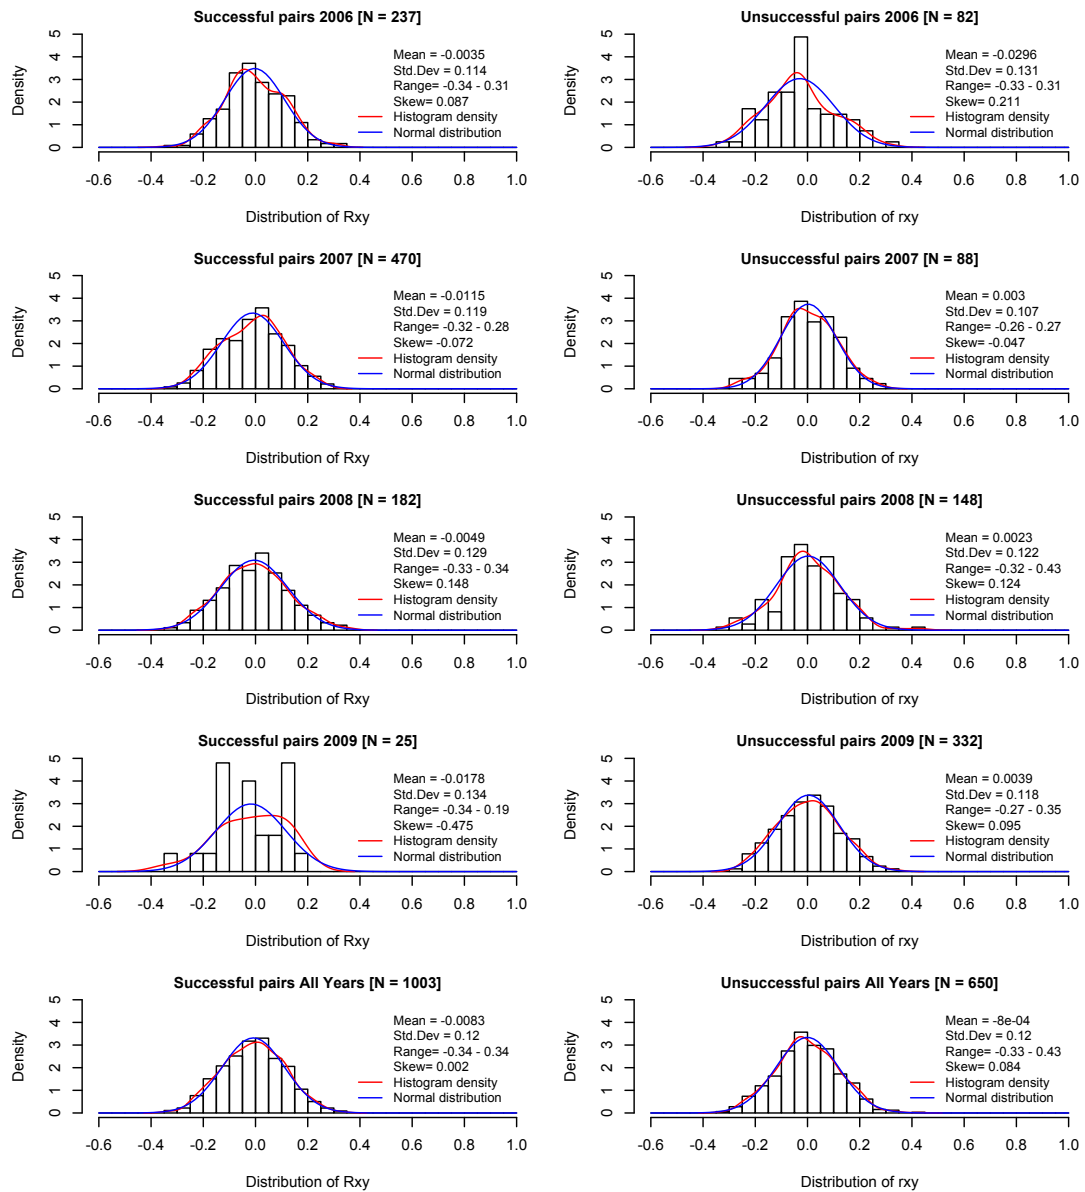 Successful pairs 2006 [N = 237]
Density
0 1 2 3 4 5
Mean = -0.0035
Std.Dev = 0.114
Range= -0.34 - 0.31
Skew= 0.087
Histogram density
Normal distribution
-0.6 -0.4 -0.2 0.0 0.2 0.4 0.6 0.8 1.0
Distribution of Rxy
Unsuccessful pairs 2006 [N = 82]
Density
0 1 2 3 4 5
Mean = -0.0296
Std.Dev = 0.131
Range= -0.33 - 0.31
Skew= 0.211
Histogram density
Normal distribution
-0.6 -0.4 -0.2 0.0 0.2 0.4 0.6 0.8 1.0
Distribution of rxy
Successful pairs 2007 [N = 470]
Density
0 1 2 3 4 5
Mean = -0.0115
Std.Dev = 0.119
Range= -0.32 - 0.28
Skew= -0.072
Histogram density
Normal distribution
-0.6 -0.4 -0.2 0.0 0.2 0.4 0.6 0.8 1.0
Distribution of Rxy
Unsuccessful pairs 2007 [N = 88]
Density
0 1 2 3 4 5
Mean = 0.003
Std.Dev = 0.107
Range= -0.26 - 0.27
Skew= -0.047
Histogram density
Normal distribution
-0.6 -0.4 -0.2 0.0 0.2 0.4 0.6 0.8 1.0
Distribution of rxy
Successful pairs 2008 [N = 182]
Density
0 1 2 3 4 5
Mean = -0.0049
Std.Dev = 0.129
Range= -0.33 - 0.34
Skew= 0.148
Histogram density
Normal distribution
-0.6 -0.4 -0.2 0.0 0.2 0.4 0.6 0.8 1.0
Distribution of Rxy
Unsuccessful pairs 2008 [N = 148]
Density
0 1 2 3 4 5
Mean = 0.0023
Std.Dev = 0.122
Range= -0.32 - 0.43
Skew= 0.124
Histogram density
Normal distribution
-0.6 -0.4 -0.2 0.0 0.2 0.4 0.6 0.8 1.0
Distribution of rxy
Successful pairs 2009 [N = 25]
Density
0 1 2 3 4 5
Mean = -0.0178
Std.Dev = 0.134
Range= -0.34 - 0.19
Skew= -0.475
Histogram density
Normal distribution
-0.6 -0.4 -0.2 0.0 0.2 0.4 0.6 0.8 1.0
Distribution of Rxy
Unsuccessful pairs 2009 [N = 332]
Density
0 1 2 3 4 5
Mean = 0.0039
Std.Dev = 0.118
Range= -0.27 - 0.35
Skew= 0.095
Histogram density
Normal distribution
-0.6 -0.4 -0.2 0.0 0.2 0.4 0.6 0.8 1.0
Distribution of rxy
Successful pairs All Years [N = 1003]
Density
0 1 2 3 4 5
Mean = -0.0083
Std.Dev = 0.12
Range= -0.34 - 0.34
Skew= 0.002
Histogram density
Normal distribution
-0.6 -0.4 -0.2 0.0 0.2 0.4 0.6 0.8 1.0
Distribution of Rxy
Unsuccessful pairs All Years [N = 650]
Density
0 1 2 3 4 5
Mean = -8e-04
Std.Dev = 0.12
Range= -0.33 - 0.43
Skew= 0.084
Histogram density
Normal distribution
-0.6 -0.4 -0.2 0.0 0.2 0.4 0.6 0.8 1.0
Distribution of rxy